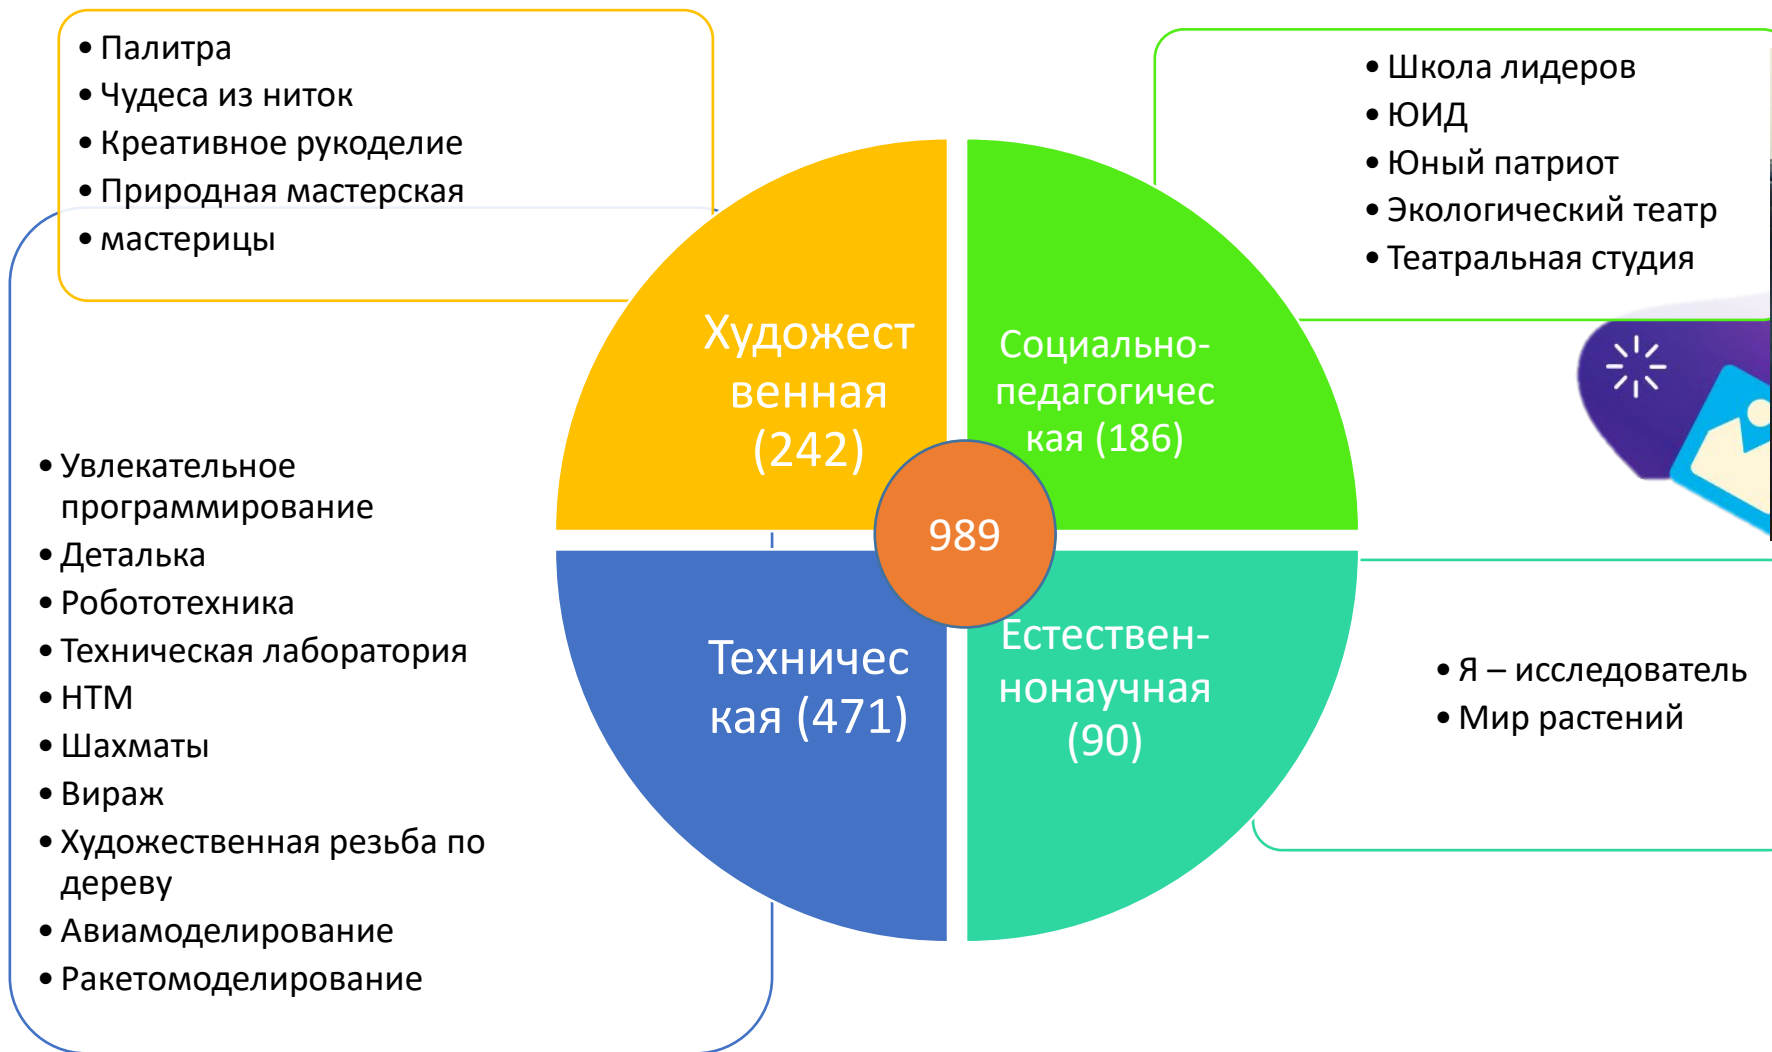 • Палитра
• Чудеса из ниток
• Креативное рукоделие
• Природная мастерская
• мастерицы
• Школа лидеров
• ЮИД
• Юный патриот
• Экологический театр
• Театральная студия
Художест
венная
(242)
Социально-
педагогичес
кая (186)
989
• Увлекательное
программирование
• Деталька
• Робототехника
• Техническая лаборатория
• НТМ
• Шахматы
• Вираж
• Художественная резьба по
дереву
• Авиамоделирование
• Ракетомоделирование
Техничес
кая (471)
Естествен-
нонаучная
(90)
• Я – исследователь
• Мир растений